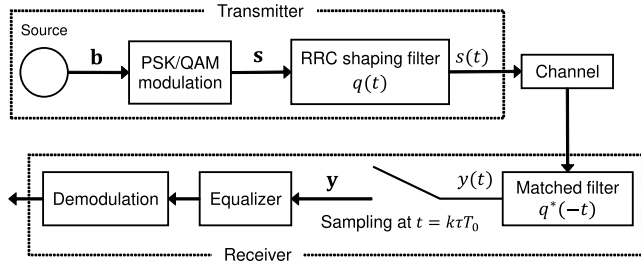 Transmitter
Source
b
PSK/QAM
modulation
s
RRC shaping filter
q(t)
s(t)
Channel
Demodulation
Equalizer
y
Sampling at t = kτT₀
y(t)
Matched filter
q*(−t)
Receiver